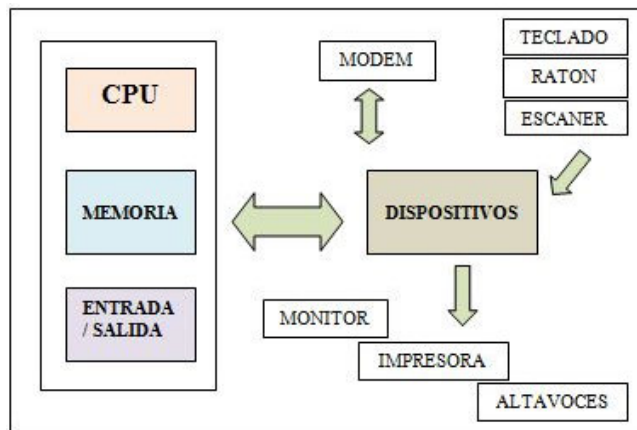 CPU
MEMORIA
ENTRADA
/ SALIDA
MODEM
TECLADO
RATON
ESCANER
DISPOSITIVOS
MONITOR
IMPRESORA
ALTAVOCES